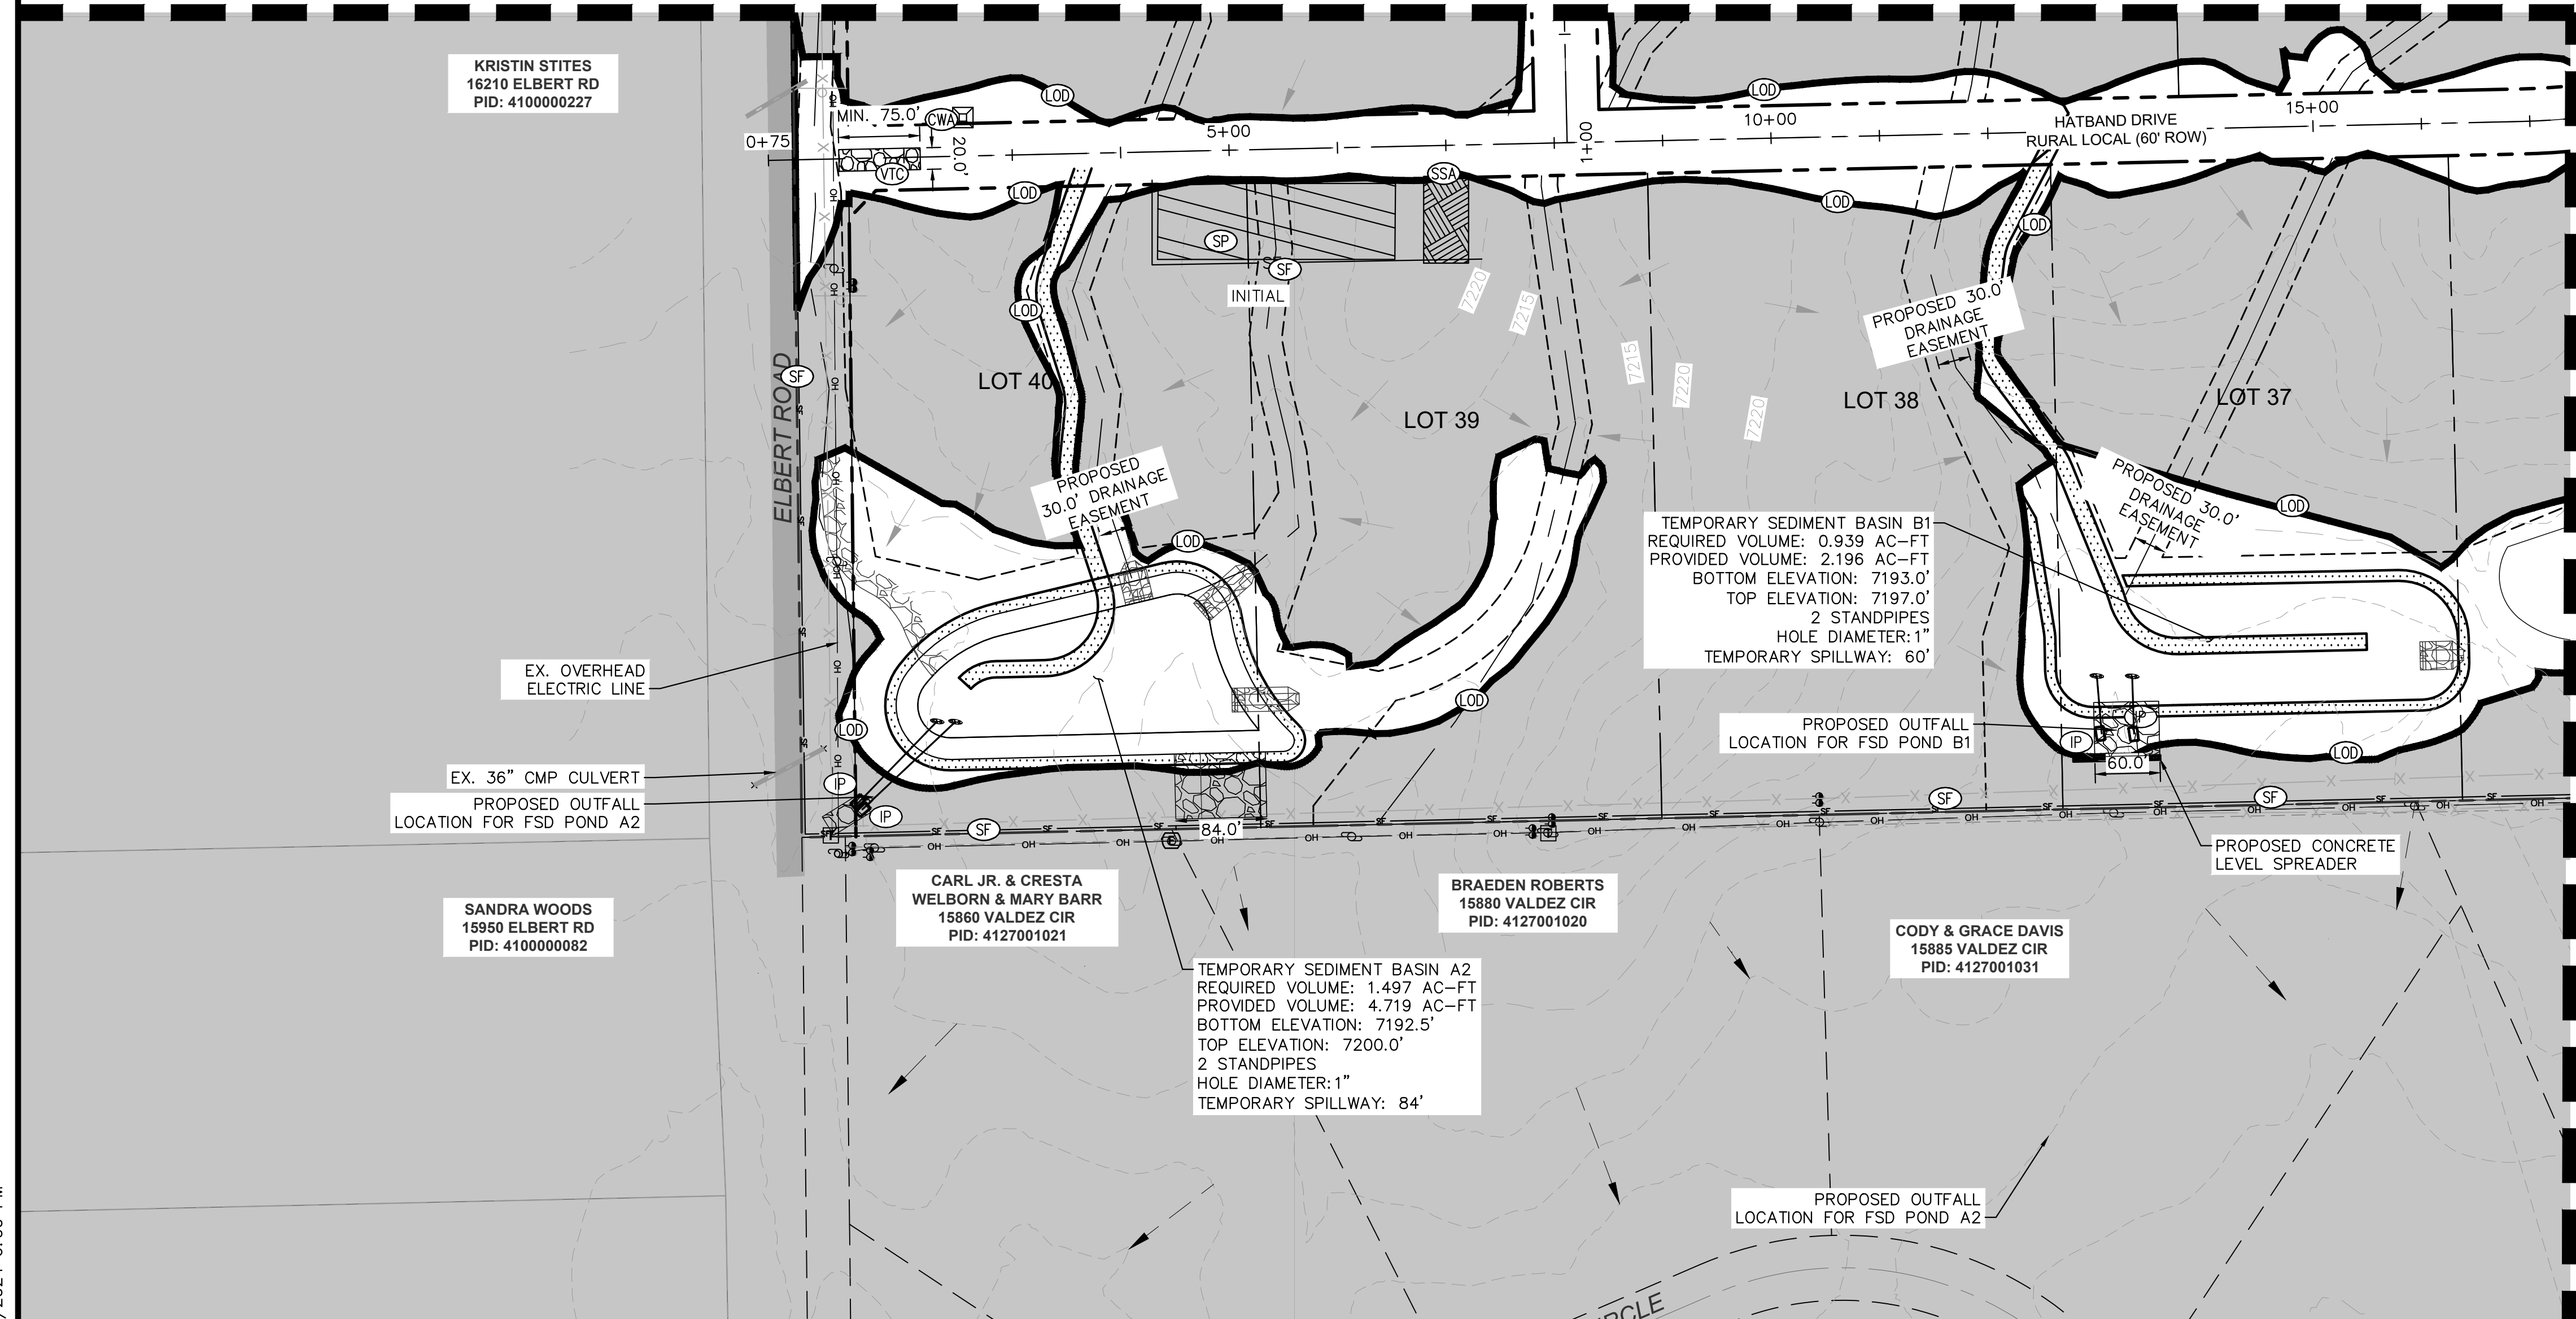 KRISTIN STITES
16210 ELBERT RD
PID: 4100000227
0+75
MIN. 75.0'
CWA
VTC
20.0'
LOD
LOD
5+00
SSA
1+00
LOD
10+00
LOD
HATBAND DRIVE
RURAL LOCAL (60' ROW)
15+00
LOD
SP
SF
INITIAL
LOD
7220
7215
7215
7220
7220
PROPOSED 30.0'
DRAINAGE
EASEMENT
ELBERT ROAD
SF
LOT 40
LOT 39
LOT 38
LOT 37
PROPOSED
30.0' DRAINAGE
EASEMENT
LOD
PROPOSED 30.0'
DRAINAGE
EASEMENT
LOD
TEMPORARY SEDIMENT BASIN B1
REQUIRED VOLUME: 0.939 AC-FT
PROVIDED VOLUME: 2.196 AC-FT
BOTTOM ELEVATION: 7193.0'
TOP ELEVATION: 7197.0'
2 STANDPIPES
HOLE DIAMETER:1"
TEMPORARY SPILLWAY: 60'
EX. OVERHEAD
ELECTRIC LINE
LOD
LOD
PROPOSED OUTFALL
LOCATION FOR FSD POND B1
IP
IP
LOD
60.0'
EX. 36" CMP CULVERT
PROPOSED OUTFALL
LOCATION FOR FSD POND A2
IP
IP
SF
84.0'
SF
SF
OH
OH
OH
OH
OH
OH
OH
PROPOSED CONCRETE
LEVEL SPREADER
SANDRA WOODS
15950 ELBERT RD
PID: 4100000082
CARL JR. & CRESTA
WELBORN & MARY BARR
15860 VALDEZ CIR
PID: 4127001021
BRAEDEN ROBERTS
15880 VALDEZ CIR
PID: 4127001020
CODY & GRACE DAVIS
15885 VALDEZ CIR
PID: 4127001031
TEMPORARY SEDIMENT BASIN A2
REQUIRED VOLUME: 1.497 AC-FT
PROVIDED VOLUME: 4.719 AC-FT
BOTTOM ELEVATION: 7192.5'
TOP ELEVATION: 7200.0'
2 STANDPIPES
HOLE DIAMETER:1"
TEMPORARY SPILLWAY: 84'
PROPOSED OUTFALL
LOCATION FOR FSD POND A2